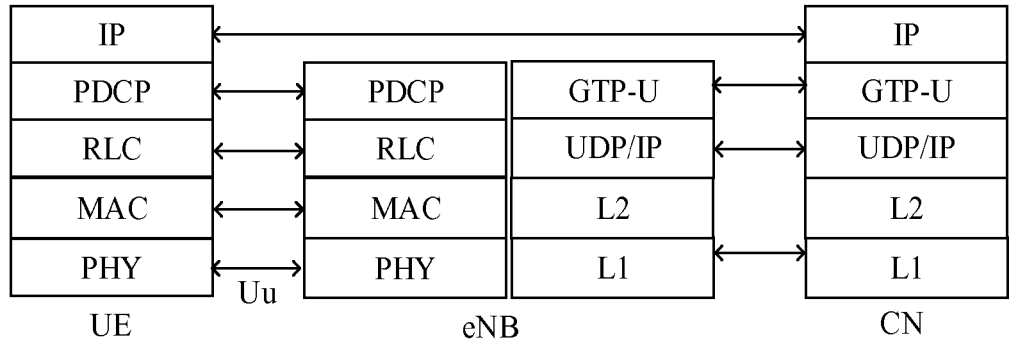 IP IP
PDCP PDCP GTP-U GTP-U
RLC RLC UDP/IP UDP/IP
MAC MAC L2 L2
PHY PHY L1 L1
Uu
UE eNB CN